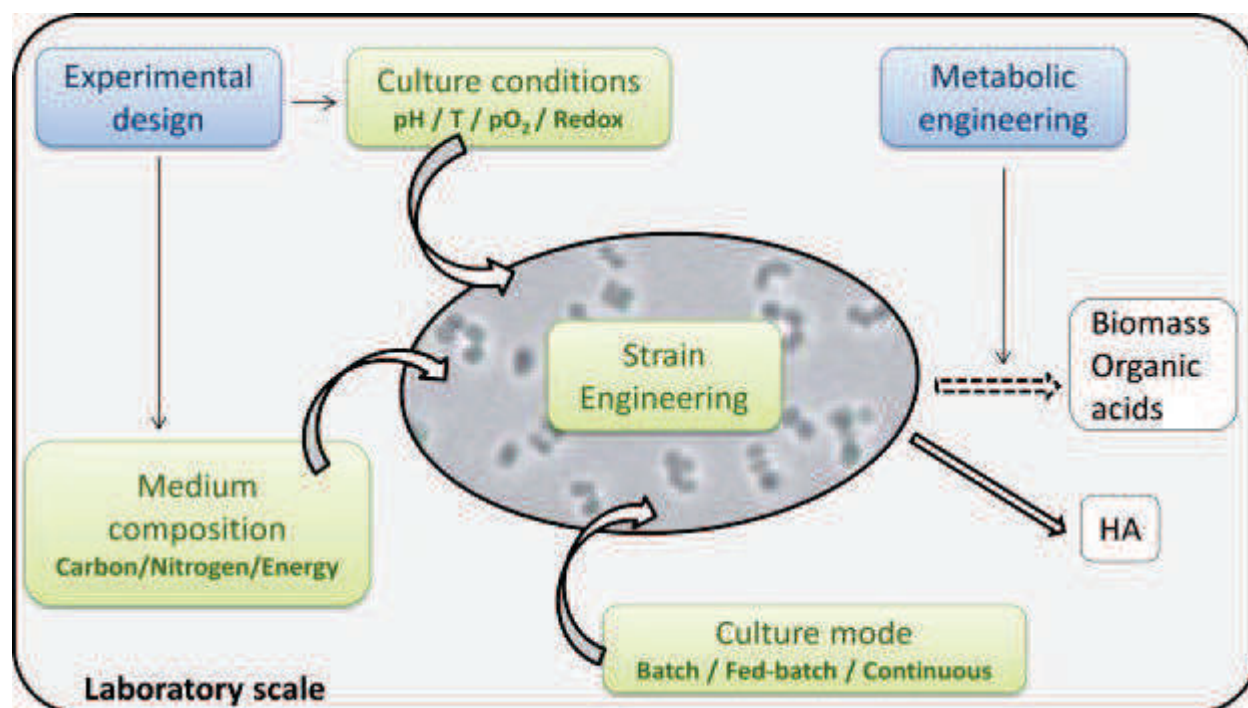 Experimental
design
Culture conditions
pH / T / pO₂ / Redox
Metabolic
engineering
Strain
Engineering
Biomass
Organic
acids
Medium
composition
Carbon/Nitrogen/Energy
HA
Culture mode
Batch / Fed-batch / Continuous
Laboratory scale